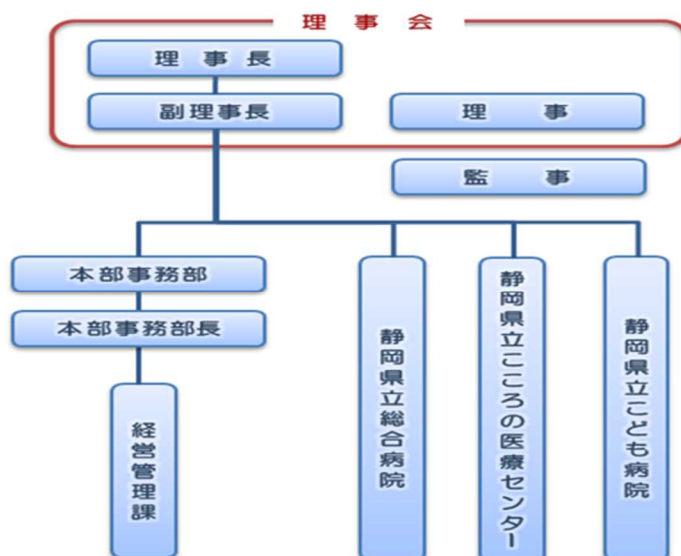 理事会
理事長
副理事長
理事
監事
本部事務部
本部事務部長
経営管理課
静岡県立総合病院
静岡県立こころの医療センター
静岡県立こども病院